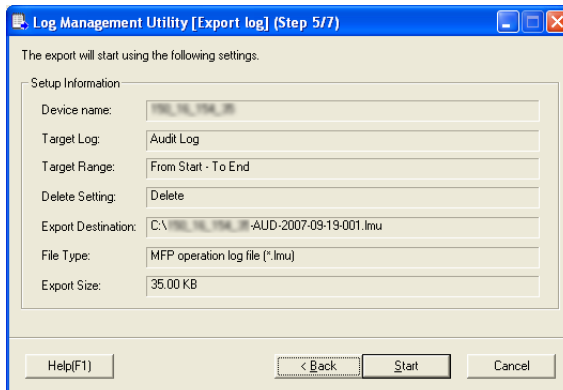 Log Management Utility [Export log] (Step 5/7)
The export will start using the following settings.
Setup Information
Device name:
Target Log: Audit Log
Target Range: From Start - To End
Delete Setting: Delete
Export Destination: C:\ -AUD-2007-09-19-001.lmu
File Type: MFP operation log file (*.lmu)
Export Size: 35.00 KB
Help(F1) < Back Start Cancel